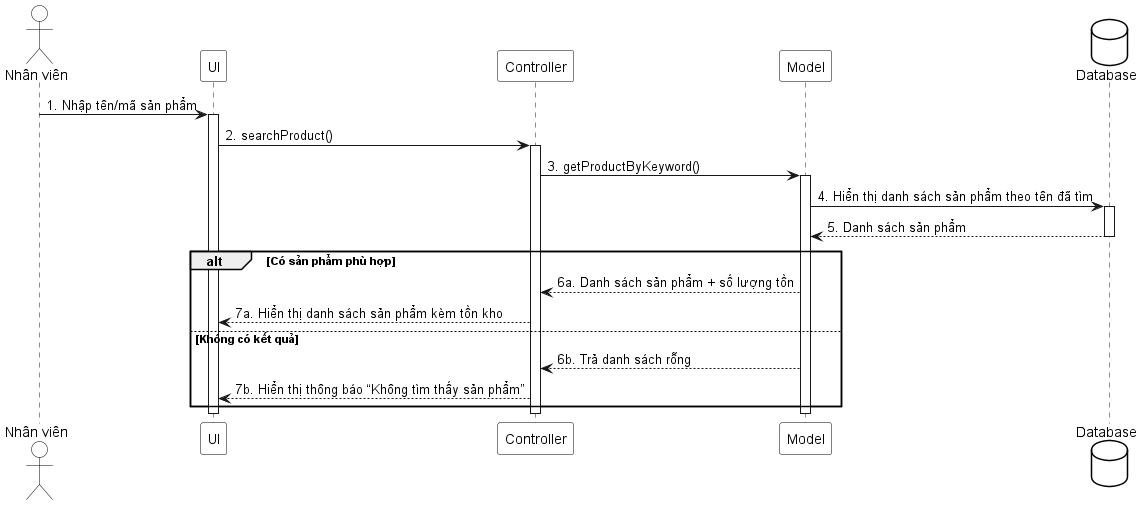 Nhân viên
UI
Controller
Model
Database
1. Nhập tên/mã sản phẩm
2. searchProduct()
3. getProductByKeyword()
4. Hiển thị danh sách sản phẩm theo tên đã tìm
5. Danh sách sản phẩm
alt [Có sản phẩm phù hợp]
6a. Danh sách sản phẩm + số lượng tồn
7a. Hiển thị danh sách sản phẩm kèm tồn kho
[Không có kết quả]
6b. Trả danh sách rỗng
7b. Hiển thị thông báo “Không tìm thấy sản phẩm”
Nhân viên
UI
Controller
Model
Database